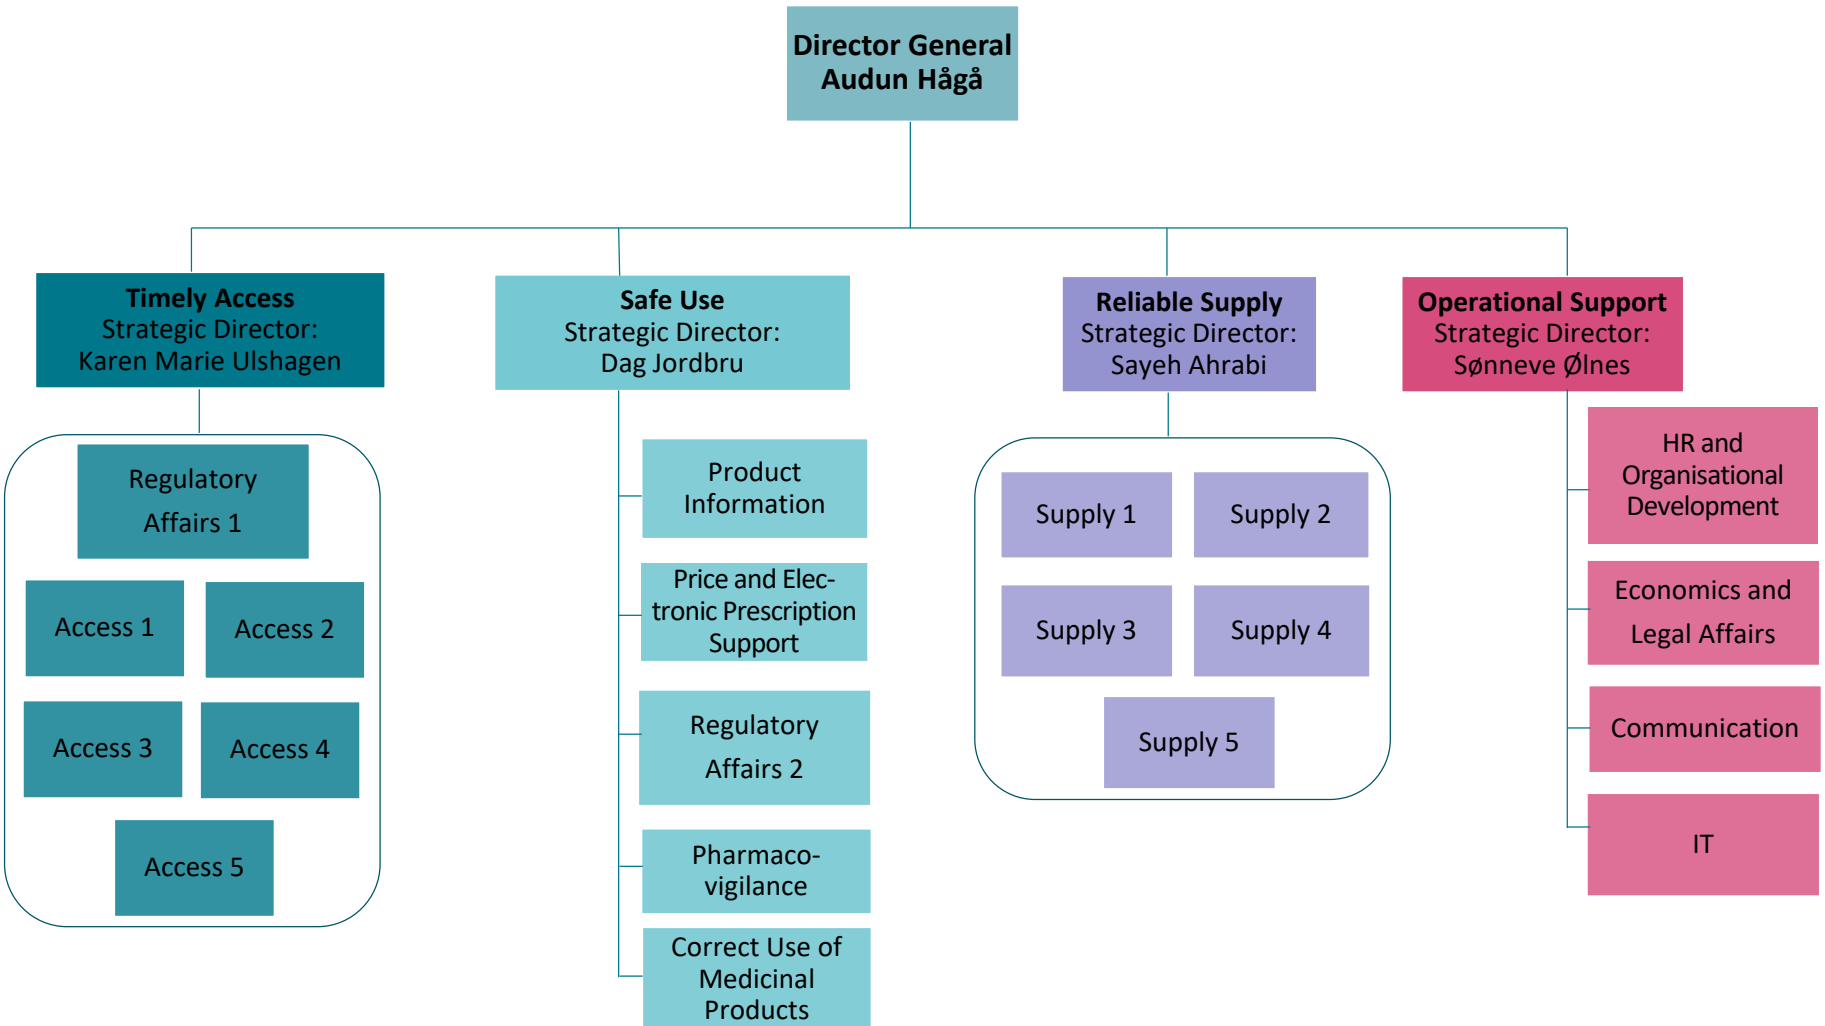 Director General
Audun Hågå
Timely Access
Strategic Director:
Karen Marie Ulshagen
Regulatory
Affairs 1
Access 1
Access 2
Access 3
Access 4
Access 5
Safe Use
Strategic Director:
Dag Jordbru
Product
Information
Price and Elec-
tronic Prescription
Support
Regulatory
Affairs 2
Pharmaco-
vigilance
Correct Use of
Medicinal
Products
Reliable Supply
Strategic Director:
Sayeh Ahrabi
Supply 1
Supply 2
Supply 3
Supply 4
Supply 5
Operational Support
Strategic Director:
Sønneve Ølnes
HR and
Organisational
Development
Economics and
Legal Affairs
Communication
IT